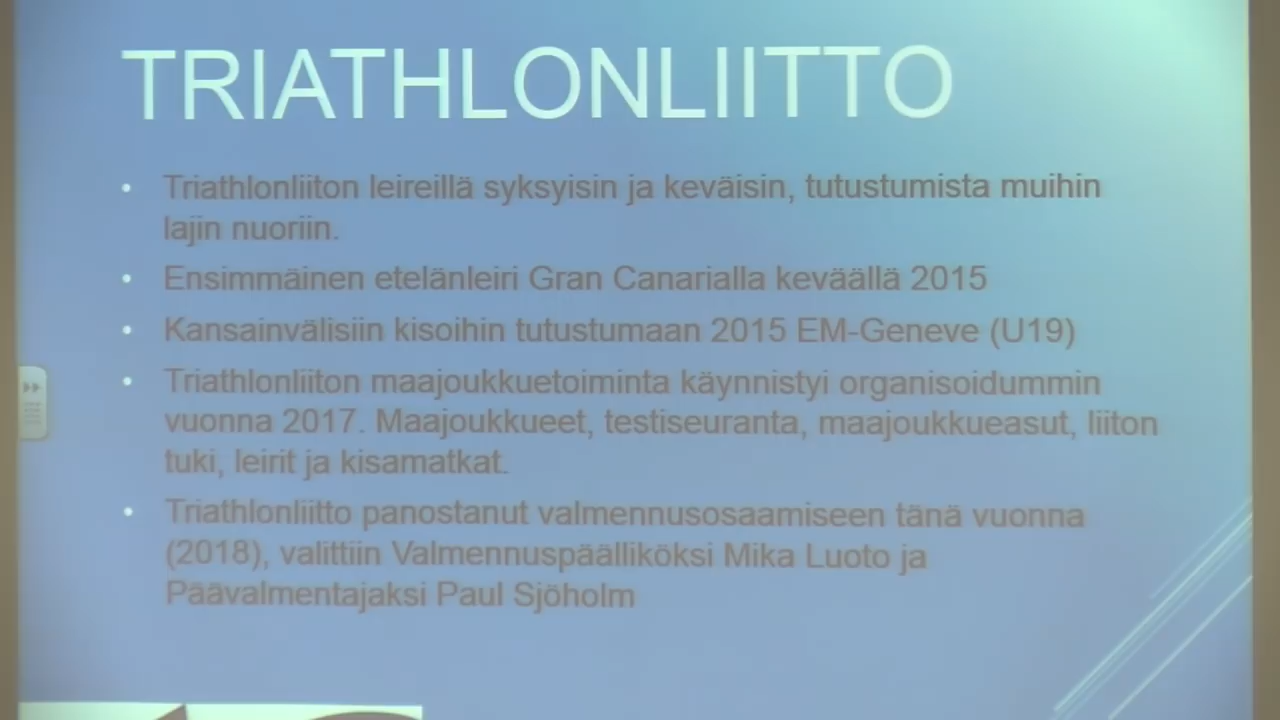 TRIATHLONLIITTO
• Triathlonliiton leireillä syksyisin ja keväisin, tutustumista muihin
lajin nuoriin.
• Ensimmäinen etelänleiri Gran Canarialla keväällä 2015
• Kansainvälisiin kisoihin tutustumaan 2015 EM-Geneve (U19)
• Triathlonliiton maajoukkuetoiminta käynnistyi organisoidummin
vuonna 2017. Maajoukkueet, testiseuranta, maajoukkueasut, liiton
tuki, leirit ja kisamatkat.
• Triathlonliitto panostanut valmennusosaamiseen tänä vuonna
(2018), valittiin Valmennuspäälliköksi Mika Luoto ja
Päävalmentajaksi Paul Sjöholm